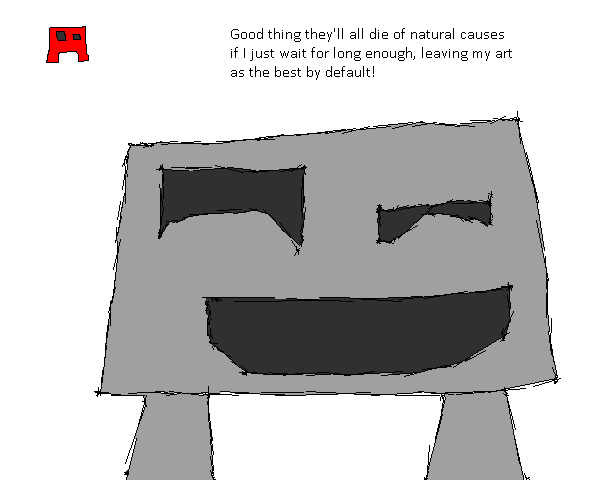 Good thing they'll all die of natural causes
if I just wait for long enough, leaving my art
as the best by default!